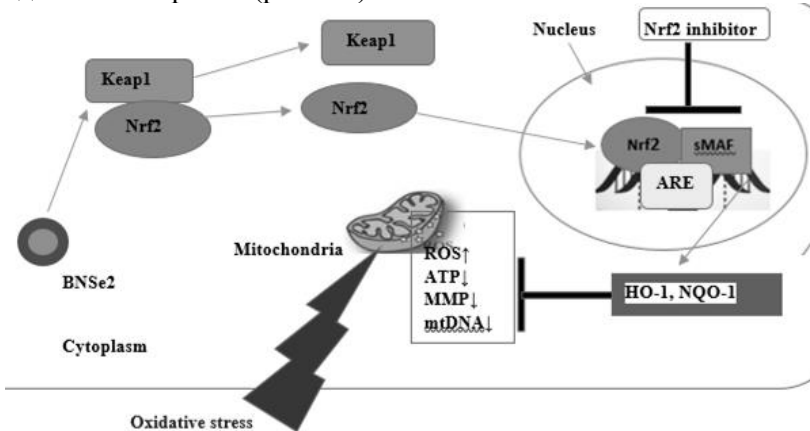 Keap1
Nucleus
Nrf2 inhibitor
Keap1
Nrf2
Nrf2
Nrf2
sMAF
ARE
Mitochondria
ROS↑
ATP↓
MMP↓
mtDNA↓
HO-1, NQO-1
BNSe2
Cytoplasm
Oxidative stress